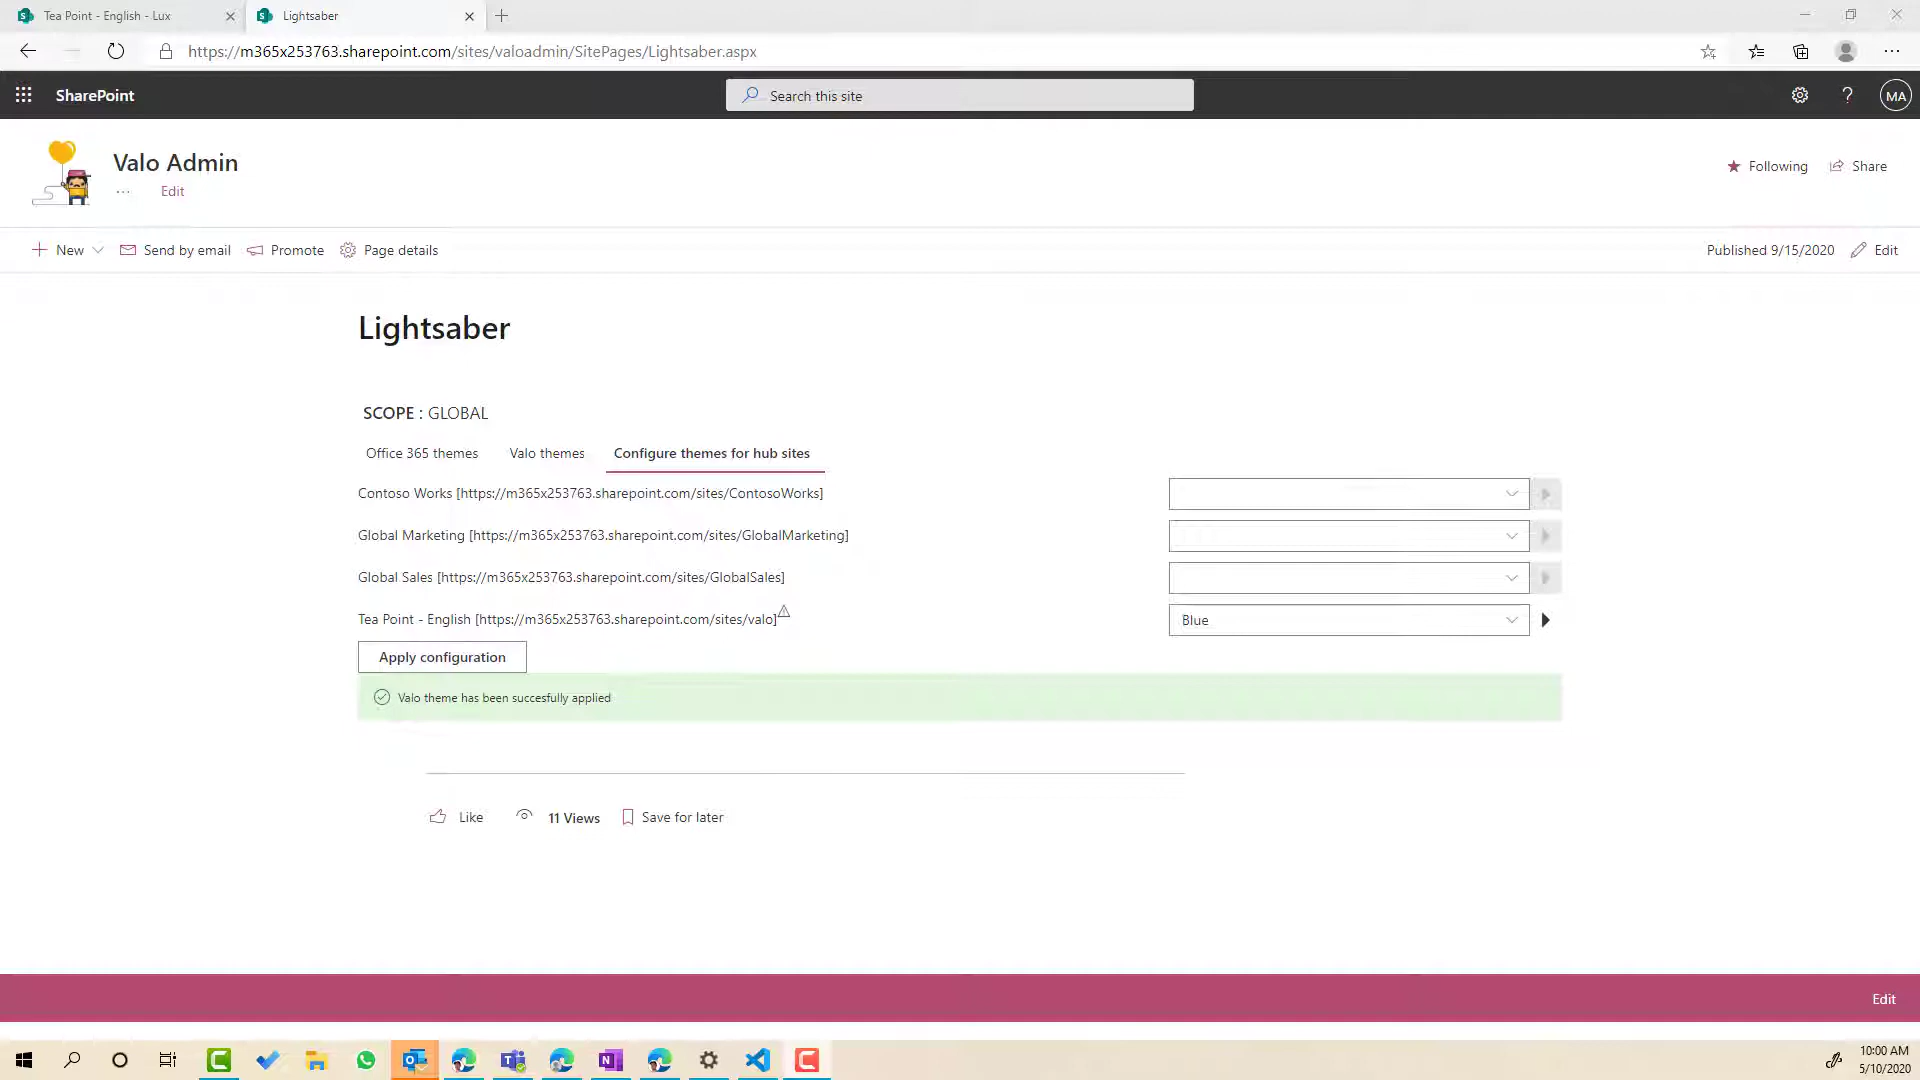 Tea Point - English - Lux
Lightsaber
https://m365x253763.sharepoint.com/sites/valoadmin/SitePages/Lightsaber.aspx
SharePoint
Search this site
?
MA
Valo Admin
... Edit
Following
Share
New
Send by email
Promote
Page details
Published 9/15/2020
Edit
Lightsaber
SCOPE : GLOBAL
Office 365 themes
Valo themes
Configure themes for hub sites
Contoso Works [https://m365x253763.sharepoint.com/sites/ContosoWorks]
Global Marketing [https://m365x253763.sharepoint.com/sites/GlobalMarketing]
Global Sales [https://m365x253763.sharepoint.com/sites/GlobalSales]
Tea Point - English [https://m365x253763.sharepoint.com/sites/valo]
Blue
Apply configuration
Valo theme has been succesfully applied
Like
11 Views
Save for later
Edit
10:00 AM
5/10/2020